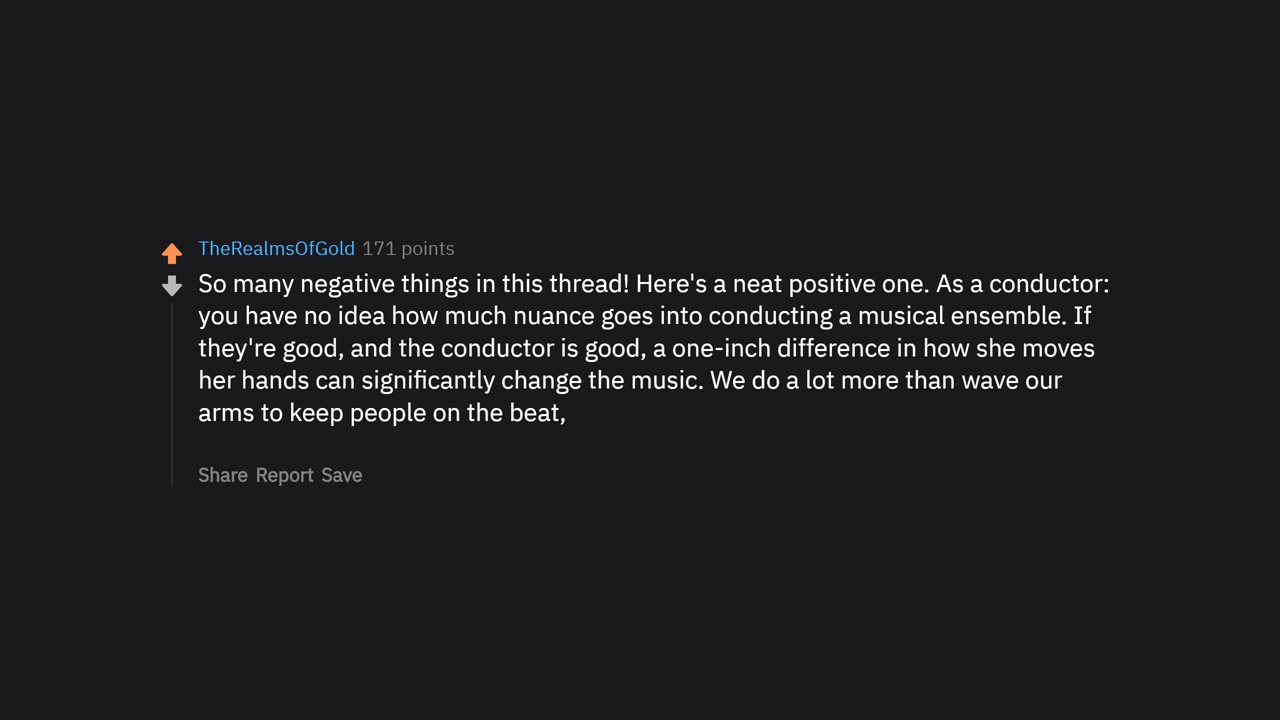 TheRealmsOfGold 171 points
So many negative things in this thread! Here's a neat positive one. As a conductor:
you have no idea how much nuance goes into conducting a musical ensemble. If
they're good, and the conductor is good, a one-inch difference in how she moves
her hands can significantly change the music. We do a lot more than wave our
arms to keep people on the beat,
Share Report Save